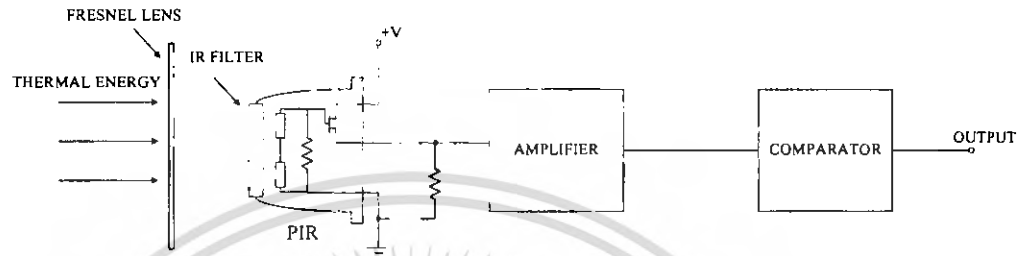 FRESNEL LENS
+V
IR FILTER
THERMAL ENERGY
AMPLIFIER
COMPARATOR
OUTPUT
PIR